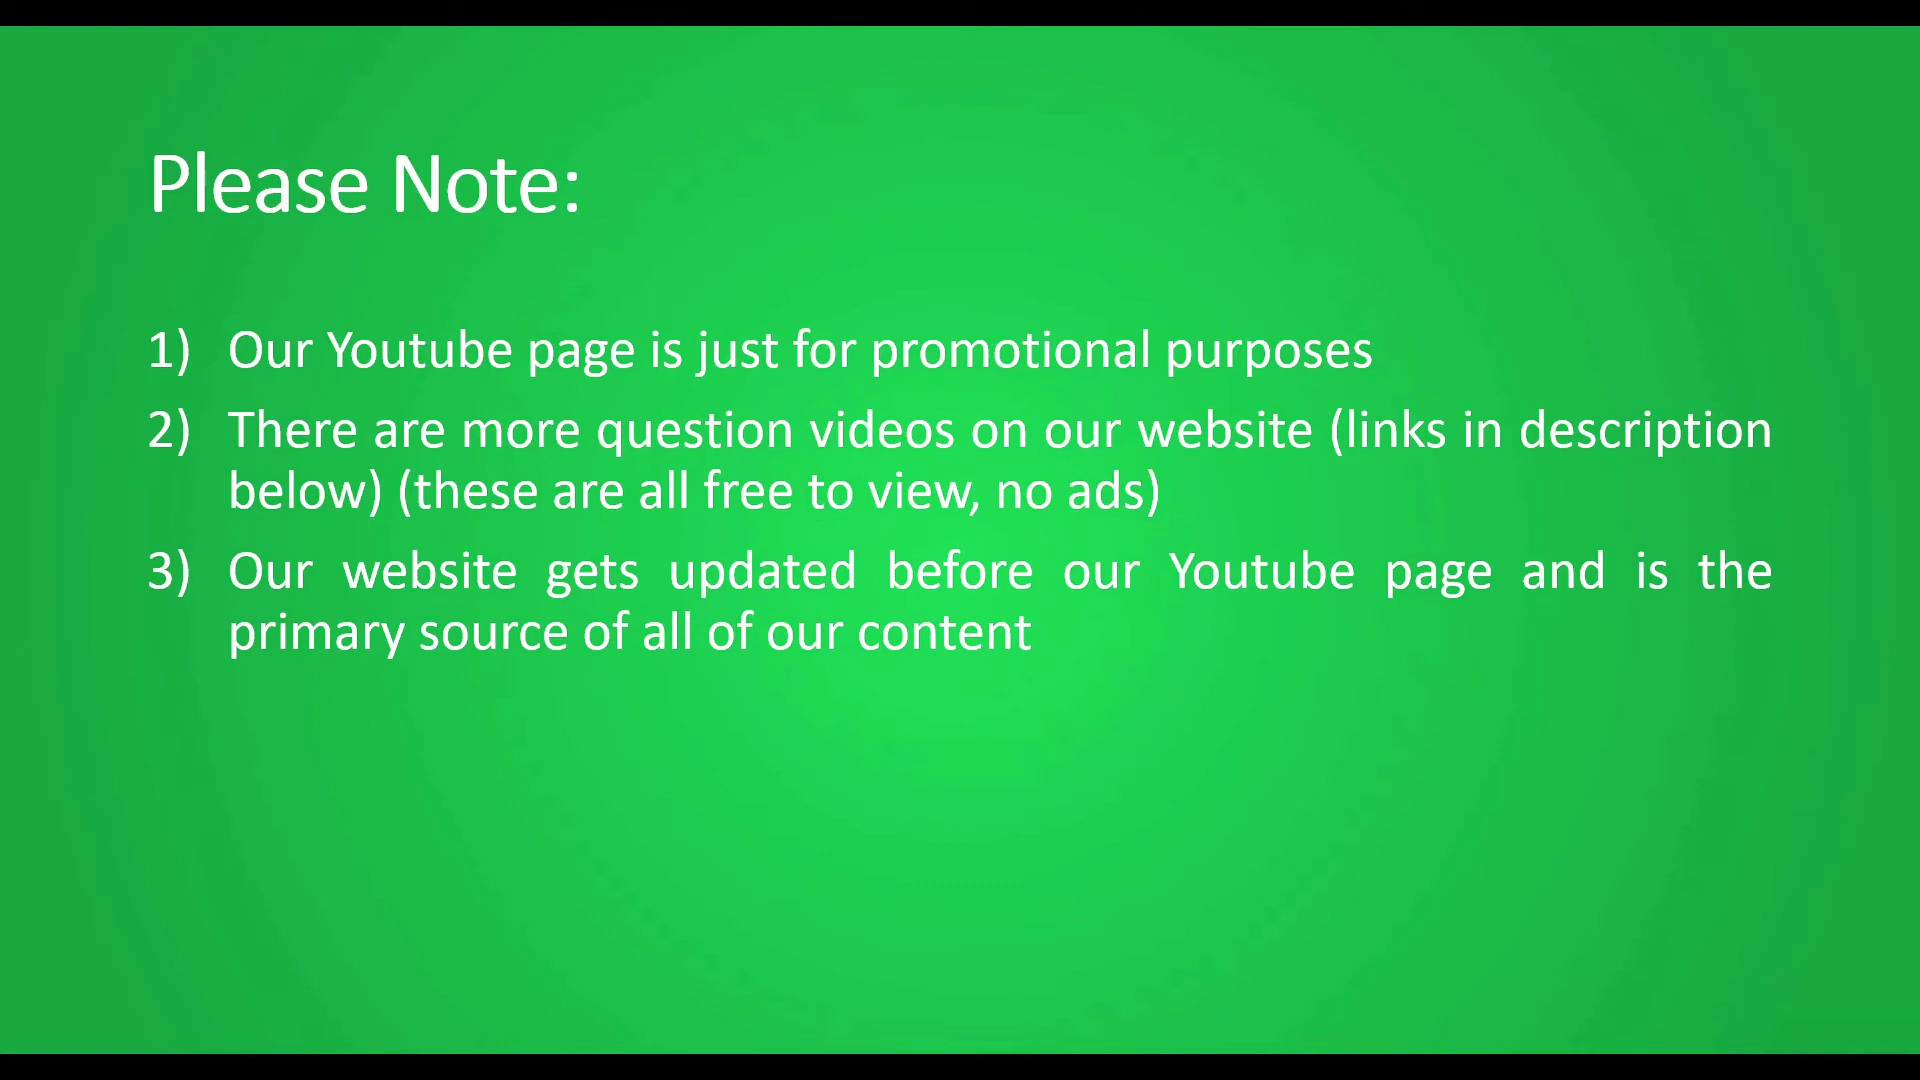 Please Note:
1) Our Youtube page is just for promotional purposes
2) There are more question videos on our website (links in description
below) (these are all free to view, no ads)
3) Our website gets updated before our Youtube page and is the
primary source of all of our content